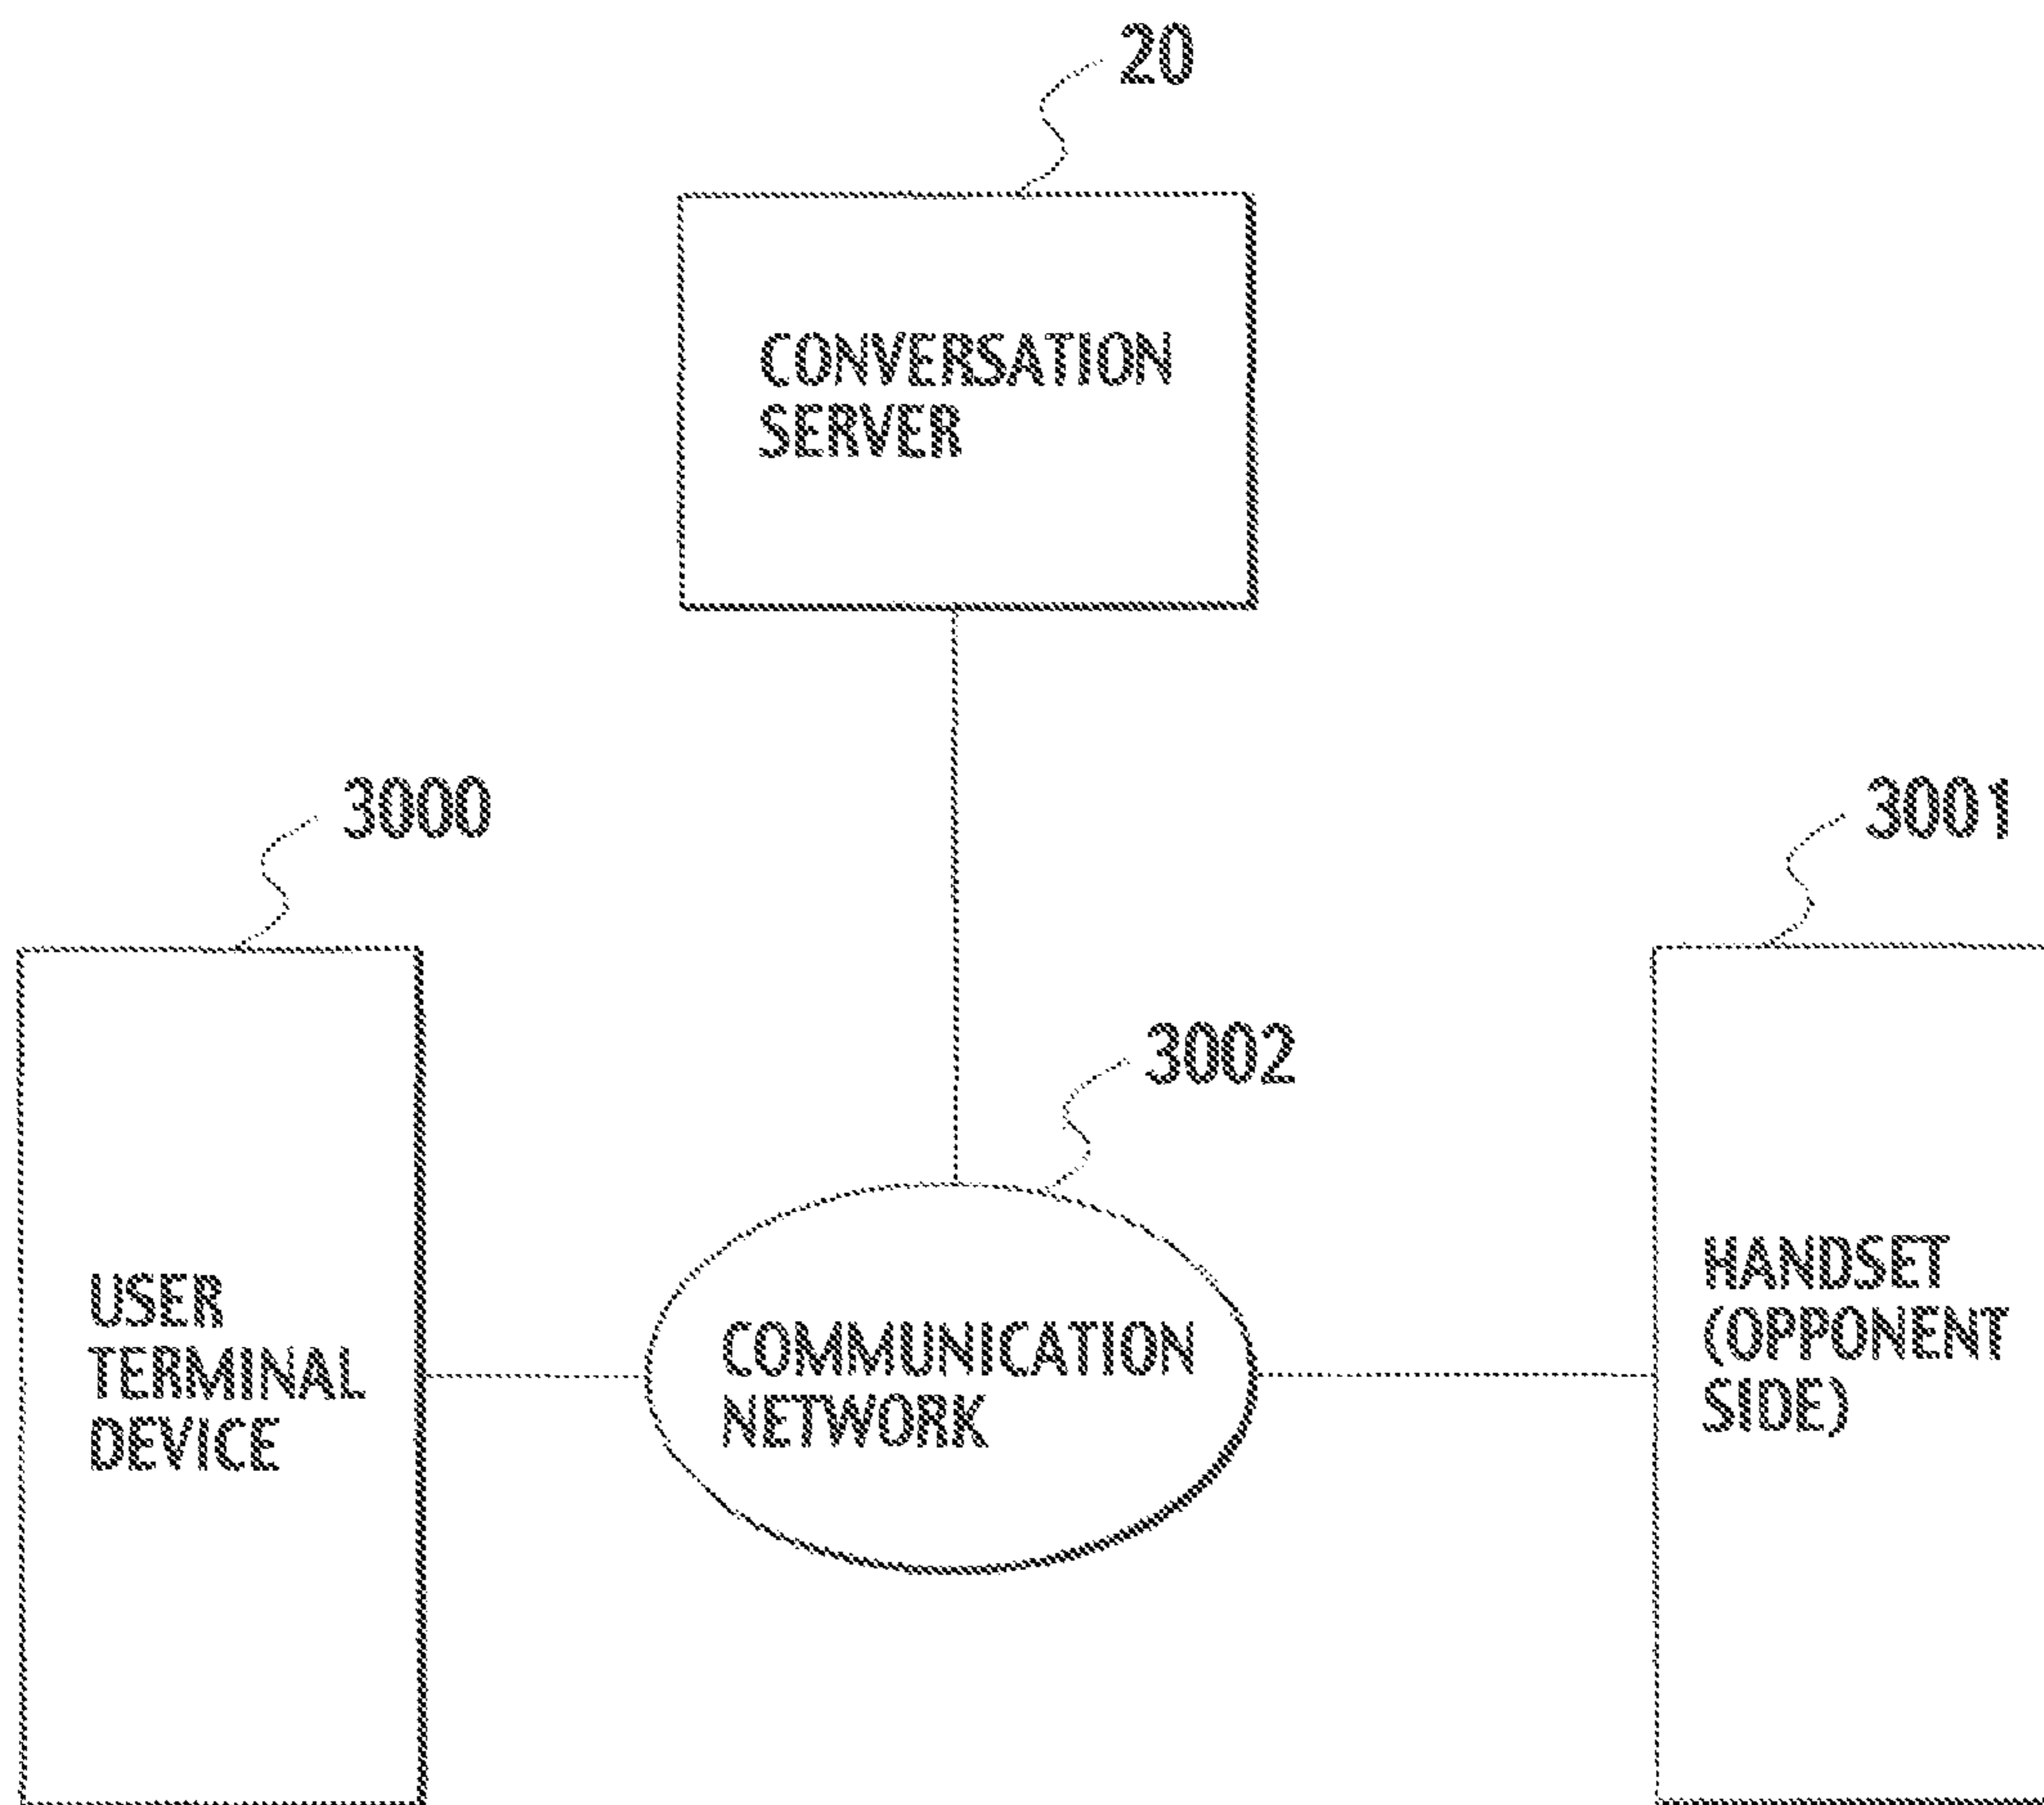 20
CONVERSATION
SERVER
3000
3001
3002
USER
TERMINAL
DEVICE
COMMUNICATION
NETWORK
HANDSET
(OPPONENT
SIDE)